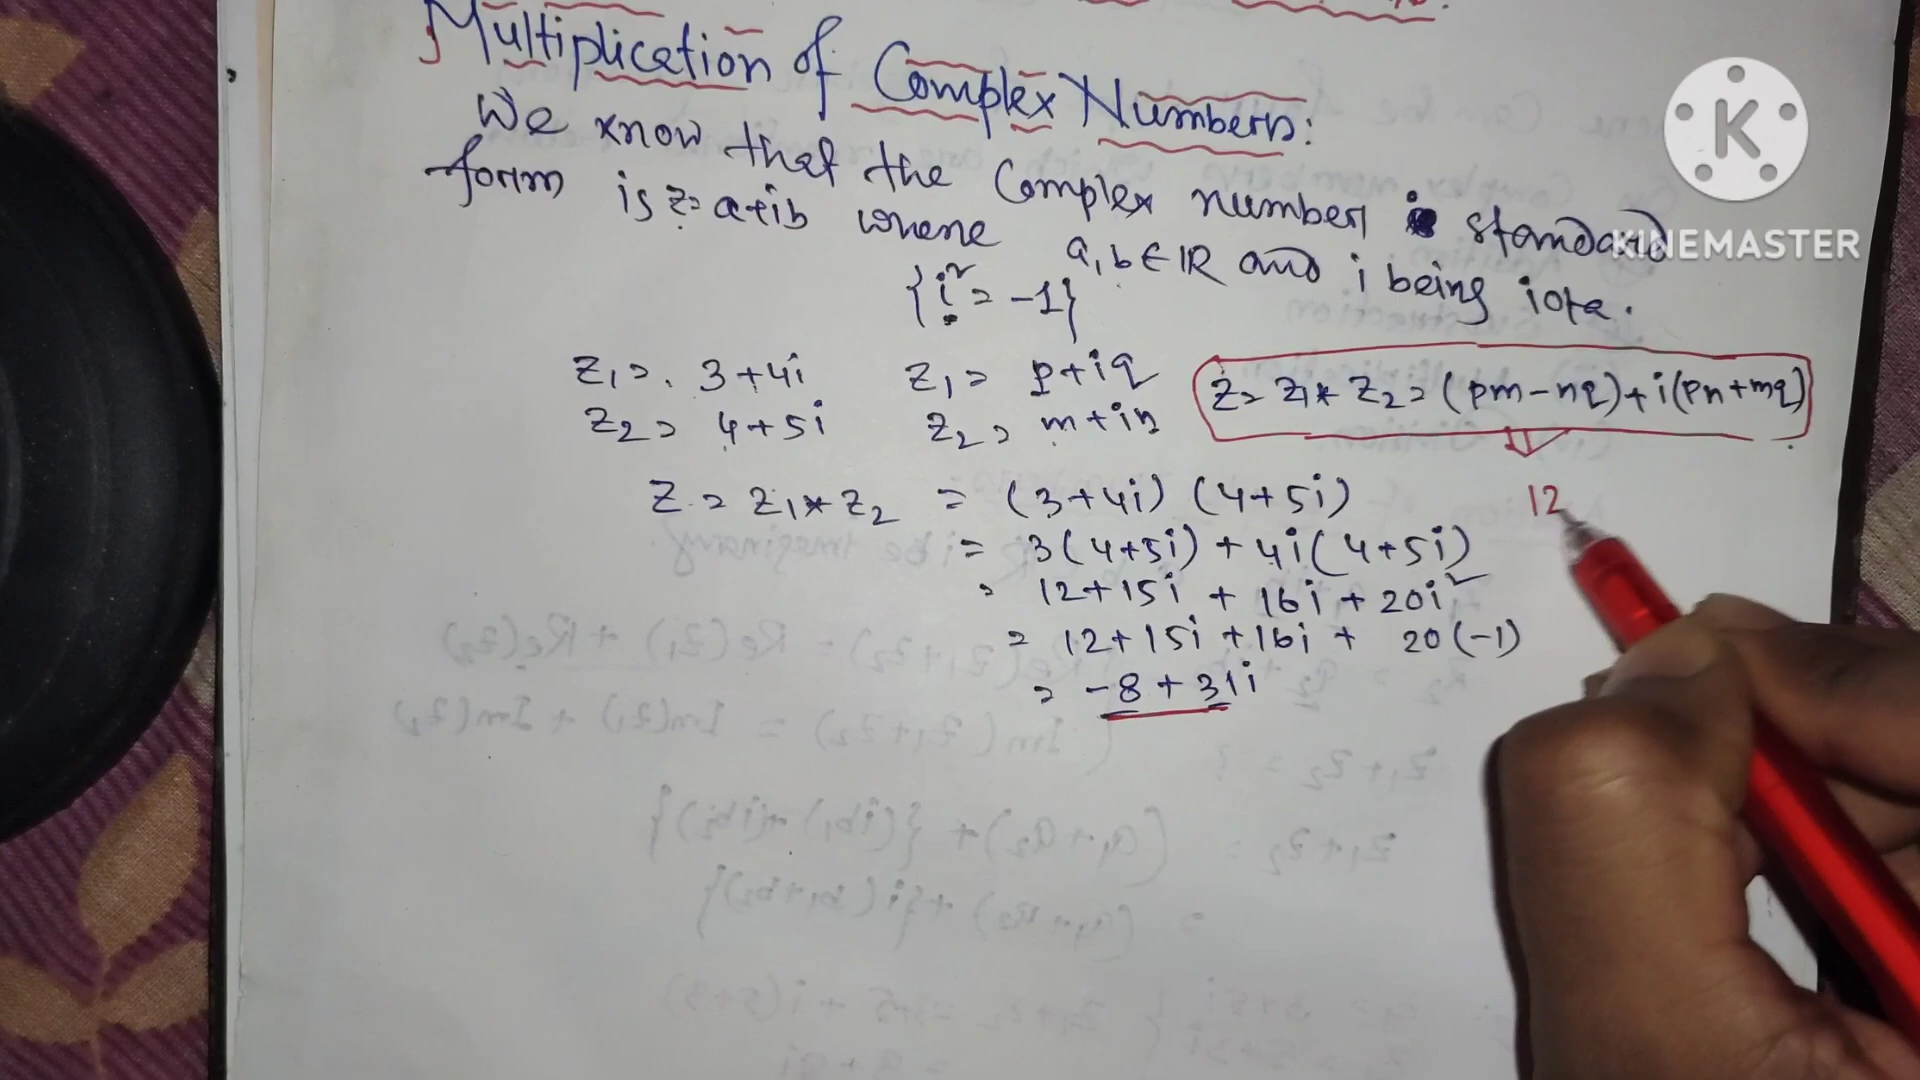 Multiplication of Complex Numbers:
We know that the Complex number is standard
form is z = a+ib where a,b ∈ IR and i being iota.
{i² = -1}
Z₁ = 3+4i   Z₁ = p+iq   Z = Z₁ * Z₂ = (pm-nq)+i(pn+mq)
Z₂ = 4+5i   Z₂ = m+in
Z = Z₁ * Z₂ = (3+4i) (4+5i)   12
= 3(4+5i) + 4i(4+5i)
= 12+15i + 16i + 20i²
= 12+15i +16i + 20(-1)
= -8 + 31i
K
KINEMASTER